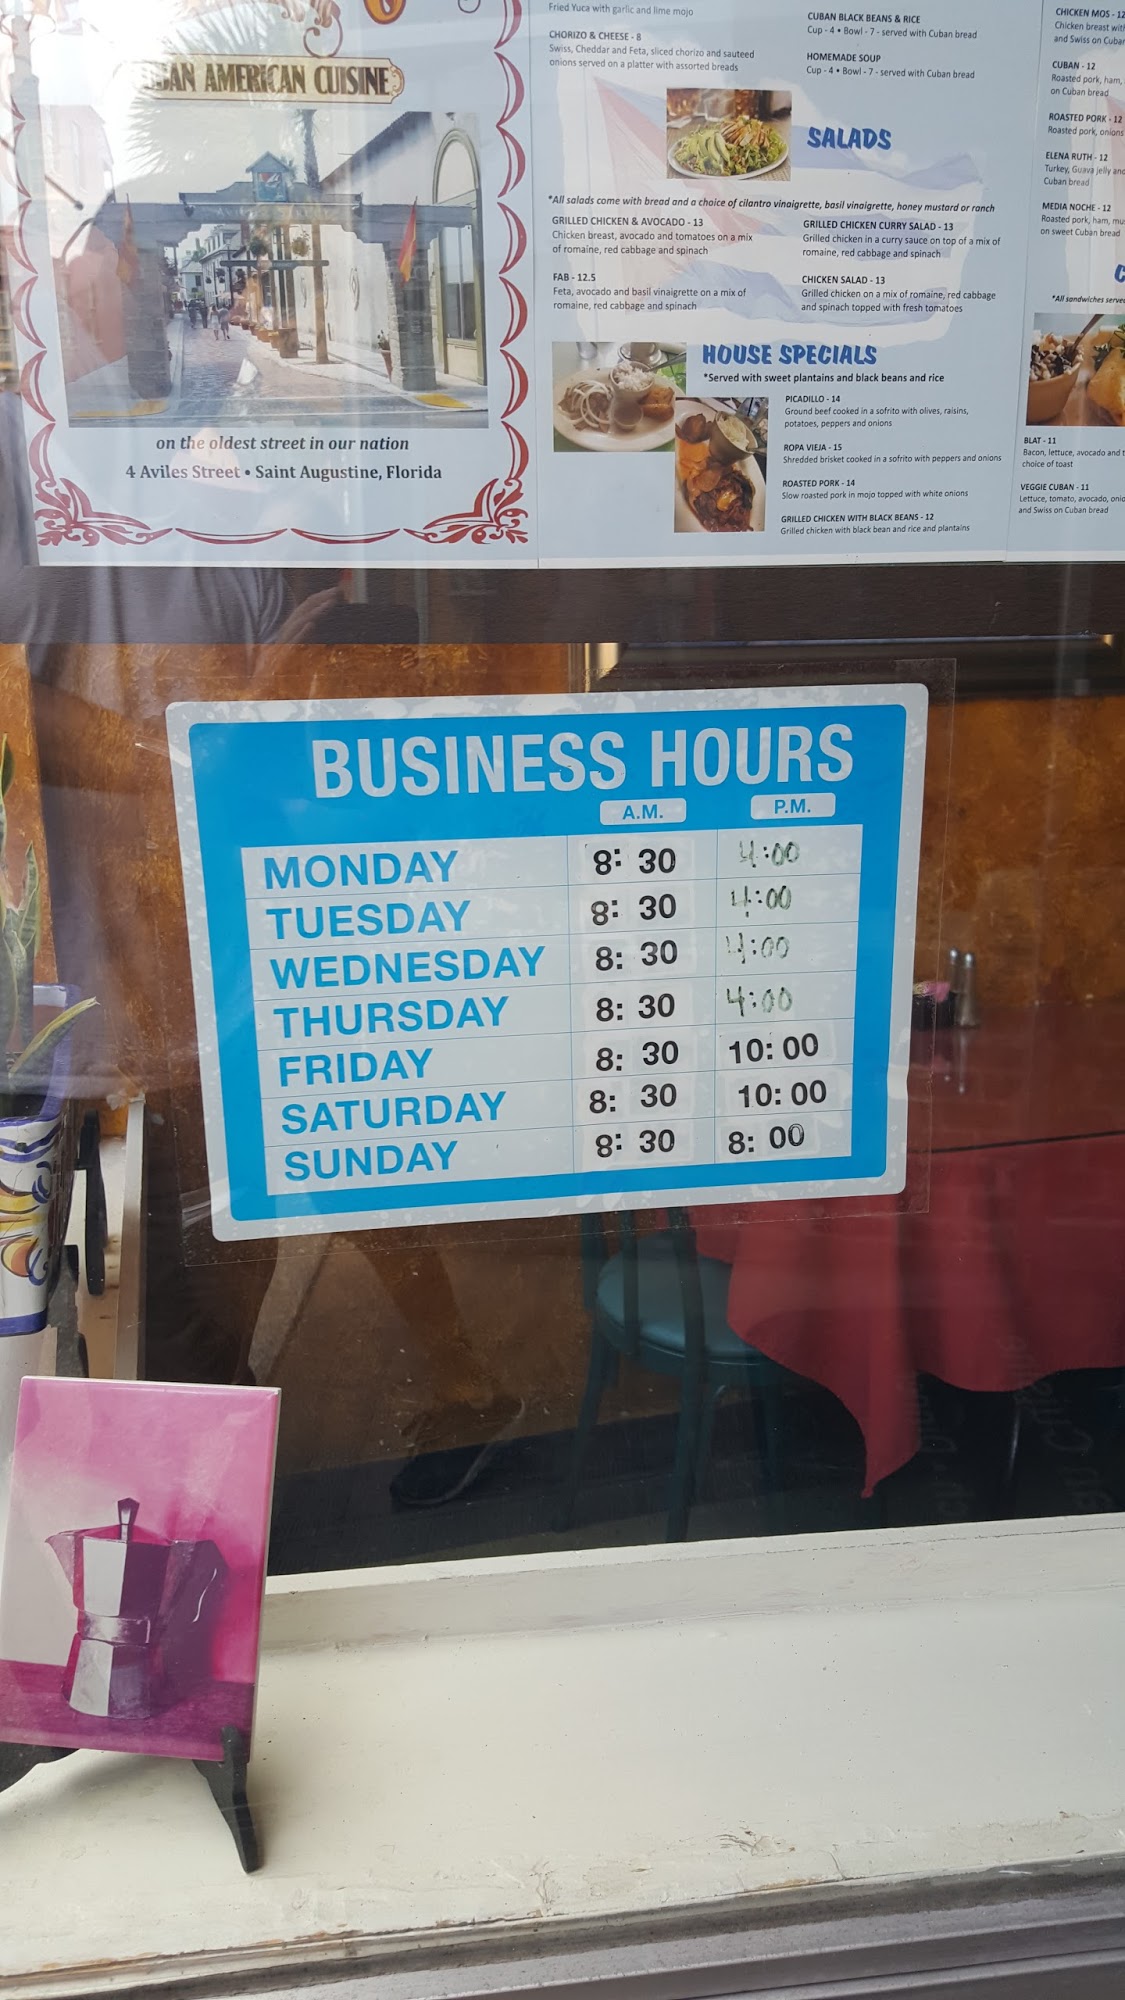 AN AMERICAN CUISINE
on the oldest street in our nation
4 Aviles Street • Saint Augustine, Florida
Fried Yuca with garlic and lime mojo
CHORIZO & CHEESE - 8
Swiss, Cheddar and Feta, sliced chorizo and sauteed
onions served on a platter with assorted breads
CUBAN BLACK BEANS & RICE
Cup - 4 • Bowl - 7 - served with Cuban bread
HOMEMADE SOUP
Cup - 4 • Bowl - 7 - served with Cuban bread
SALADS
*All salads come with bread and a choice of cilantro vinaigrette, basil vinaigrette, honey mustard or ranch
GRILLED CHICKEN & AVOCADO - 13
Chicken breast, avocado and tomatoes on a mix
of romaine, red cabbage and spinach
FAB - 12.5
Feta, avocado and basil vinaigrette on a mix of
romaine, red cabbage and spinach
GRILLED CHICKEN CURRY SALAD - 13
Grilled chicken in a curry sauce on top of a mix of
romaine, red cabbage and spinach
CHICKEN SALAD - 13
Grilled chicken on a mix of romaine, red cabbage
and spinach topped with fresh tomatoes
HOUSE SPECIALS
*Served with sweet plantains and black beans and rice
PICADILLO - 14
Ground beef cooked in a sofrito with olives, raisins,
potatoes, peppers and onions
ROPA VIEJA - 15
Shredded brisket cooked in a sofrito with peppers and onions
ROASTED PORK - 14
Slow roasted pork in mojo topped with white onions
GRILLED CHICKEN WITH BLACK BEANS - 12
Grilled chicken with black bean and rice and plantains
CHICKEN MOS - 12
Chicken breast with
and Swiss on Cuban
CUBAN - 12
Roasted pork, ham,
on Cuban bread
ROASTED PORK - 12
Roasted pork, onions
ELENA RUTH - 12
Turkey, Guava jelly and
Cuban bread
MEDIA NOCHE - 12
Roasted pork, ham, mu
on sweet Cuban bread
C
*All sandwiches served
BLAT - 11
Bacon, lettuce, avocado and t
choice of toast
VEGGIE CUBAN - 11
Lettuce, tomato, avocado, onio
and Swiss on Cuban bread
BUSINESS HOURS
A.M. P.M.
MONDAY 8: 30 4:00
TUESDAY 8: 30 4:00
WEDNESDAY 8: 30 4:00
THURSDAY 8: 30 4:00
FRIDAY 8: 30 10: 00
SATURDAY 8: 30 10: 00
SUNDAY 8: 30 8: 00